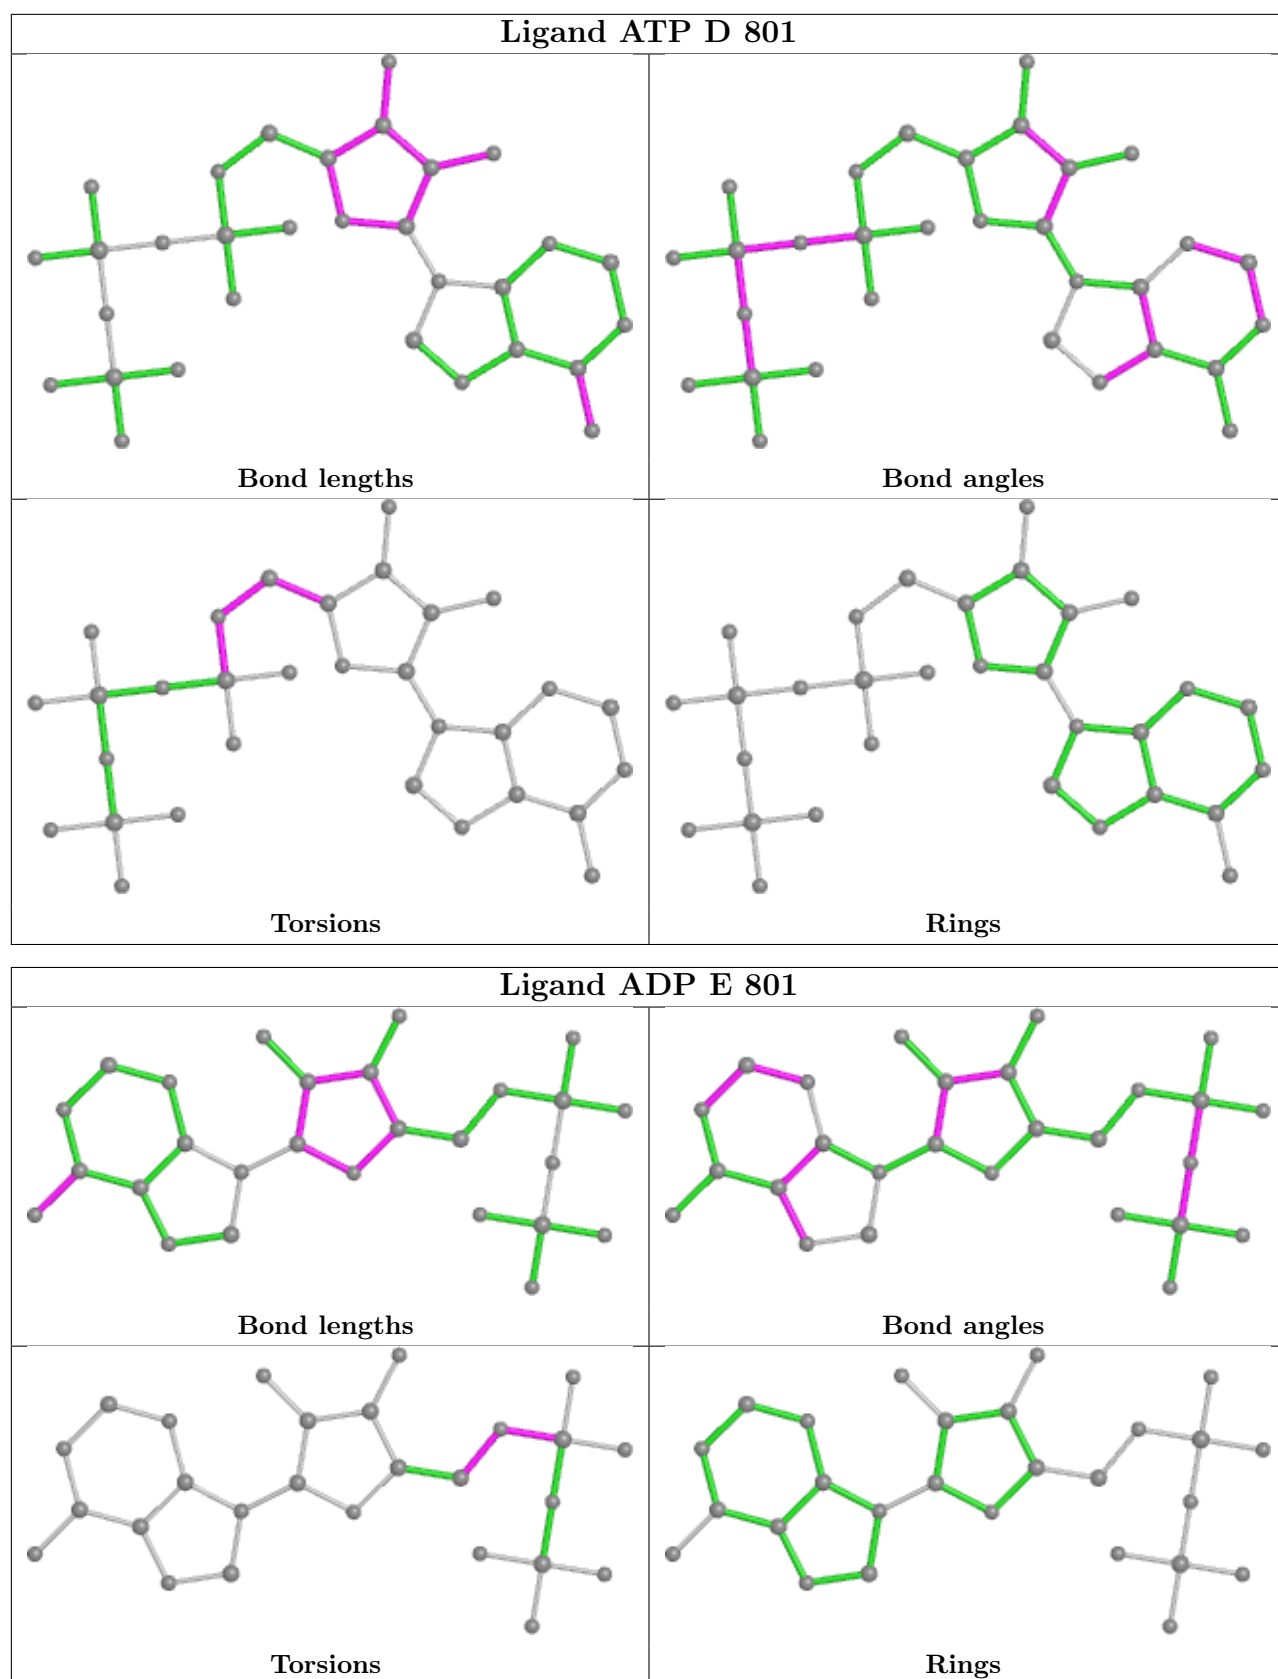 Ligand ATP D 801
Bond lengths
Bond angles
Torsions
Rings
Ligand ADP E 801
Bond lengths
Bond angles
Torsions
Rings